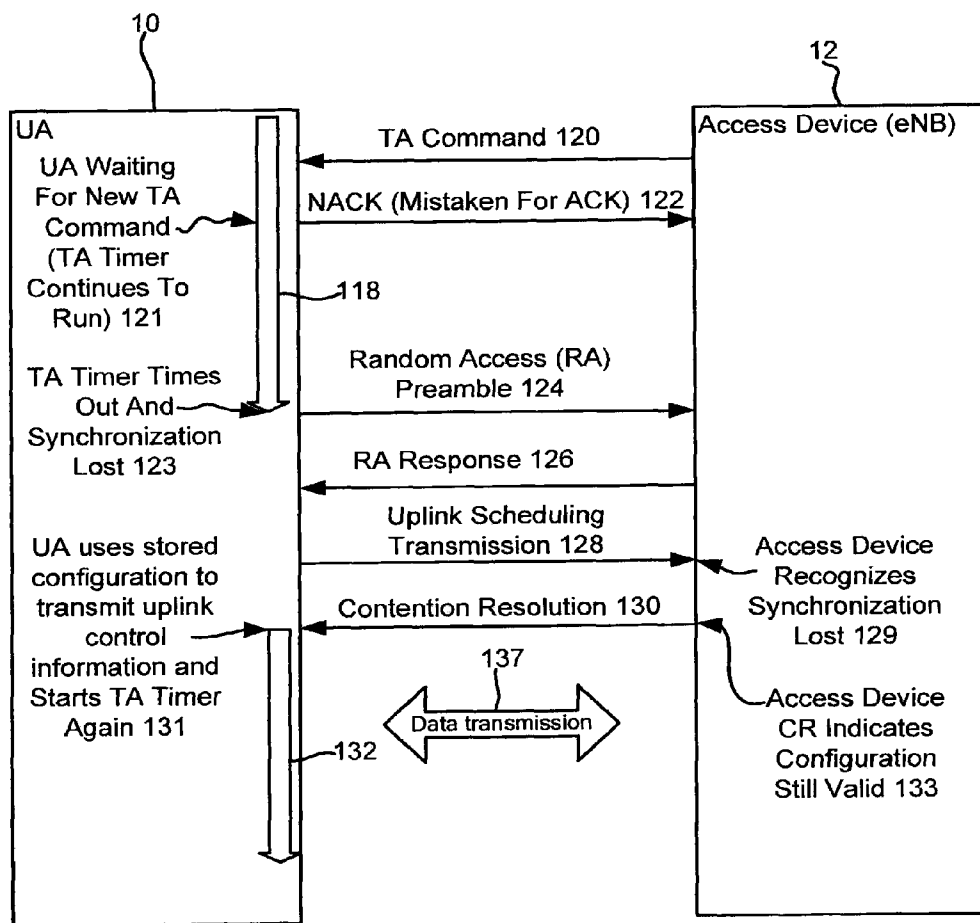 10
12
UA
Access Device (eNB)
TA Command 120
UA Waiting
For New TA
Command
(TA Timer
Continues To
Run) 121
NACK (Mistaken For ACK) 122
118
TA Timer Times
Out And
Synchronization
Lost 123
Random Access (RA)
Preamble 124
RA Response 126
Uplink Scheduling
Transmission 128
Access Device
Recognizes
Synchronization
Lost 129
UA uses stored
configuration to
transmit uplink
control
information and
Starts TA Timer
Again 131
Contention Resolution 130
137
Data transmission
132
Access Device
CR Indicates
Configuration
Still Valid 133